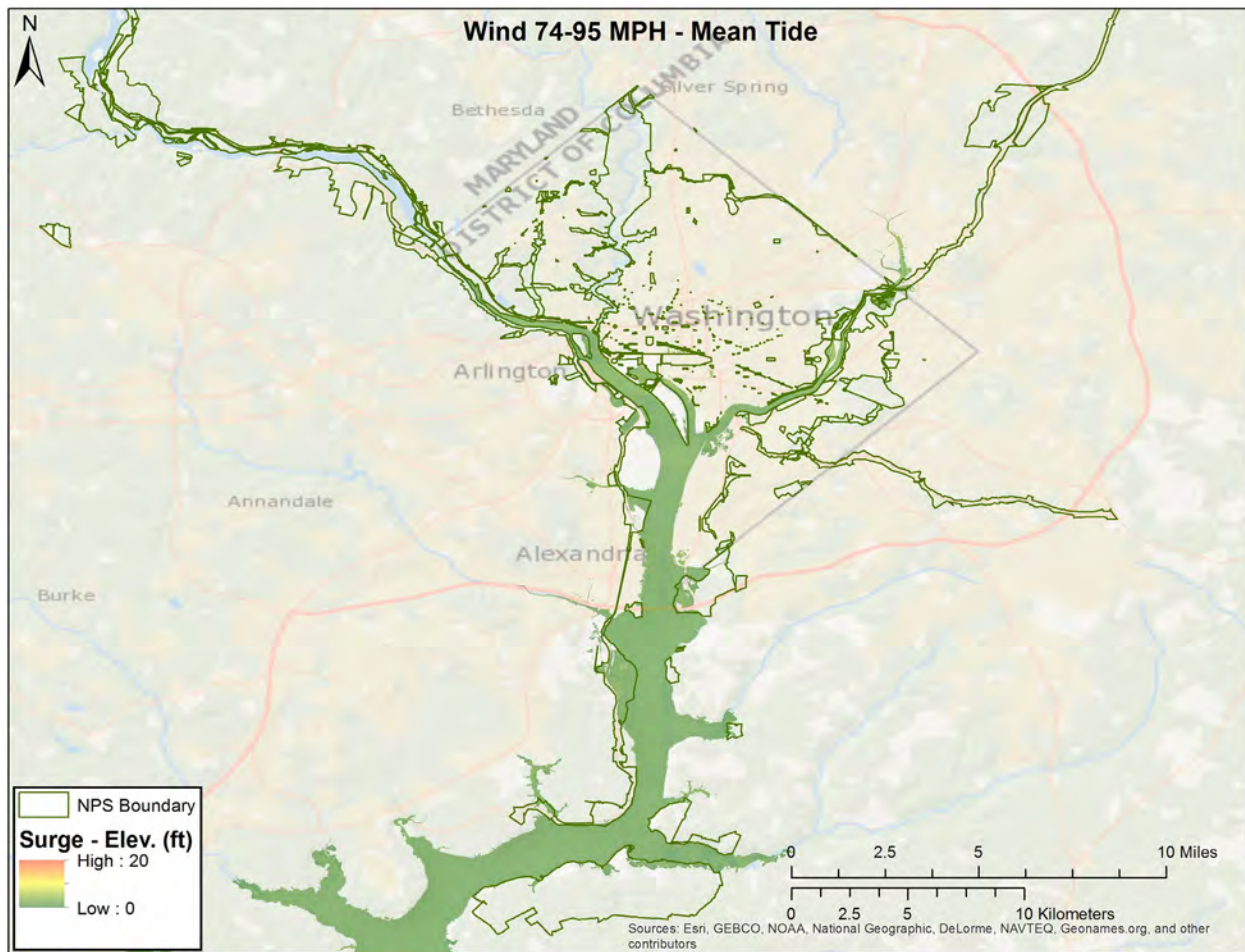 Wind 74-95 MPH - Mean Tide
N
Silver Spring
Bethesda
MARYLAND
DISTRICT OF COLUMBIA
Washington
Arlington
Annandale
Alexandria
Burke
NPS Boundary
Surge - Elev. (ft)
High : 20
Low : 0
0 2.5 5 10 Miles
0 2.5 5 10 Kilometers
Sources: Esri, GEBCO, NOAA, National Geographic, DeLorme, NAVTEQ, Geonames.org, and other
contributors